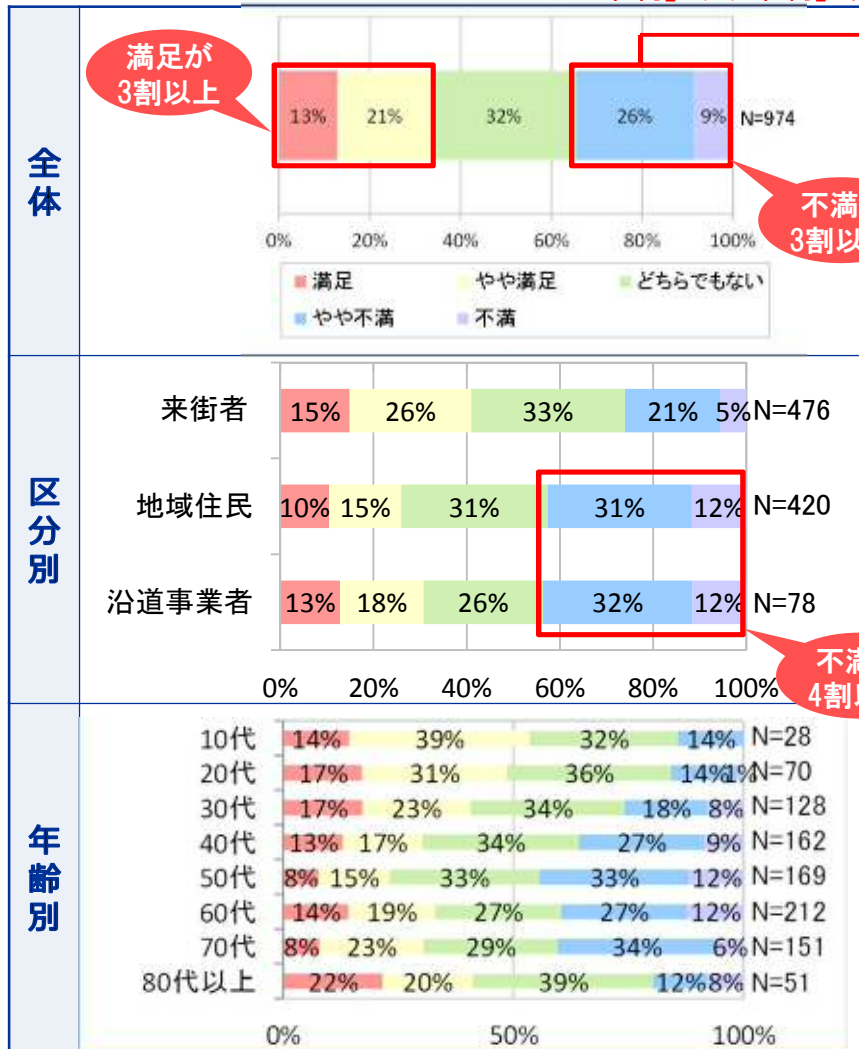 満足が
3割以上
13% 21% 32% 26% 9% N=974
全体
不満
3割以
0% 20% 40% 60% 80% 100%
満足 やや満足 どちらでもない
やや不満 不満
区分別
来街者 15% 26% 33% 21% 5% N=476
地域住民 10% 15% 31% 31% 12% N=420
沿道事業者 13% 18% 26% 32% 12% N=78
不満
4割
0% 20% 40% 60% 80% 100%
年齢別
10代 14% 39% 32% 14% N=28
20代 17% 31% 36% 14% 1% N=70
30代 17% 23% 34% 18% 8% N=128
40代 13% 17% 34% 27% 9% N=162
50代 8% 15% 33% 33% 12% N=169
60代 14% 19% 27% 27% 12% N=212
70代 8% 23% 29% 34% 6% N=151
80代以上 22% 20% 39% 12% 8% N=51
0% 50% 100%